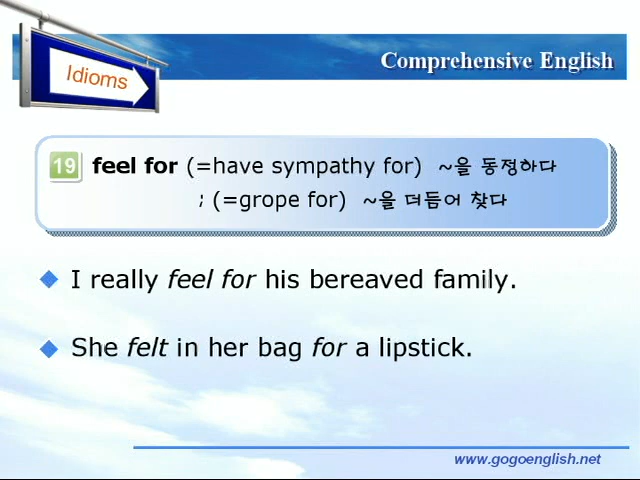 Idioms
Comprehensive English
19 feel for (=have sympathy for) ~을 동정하다
; (=grope for) ~을 더듬어 찾다
I really feel for his bereaved family.
She felt in her bag for a lipstick.
www.gogoenglish.net